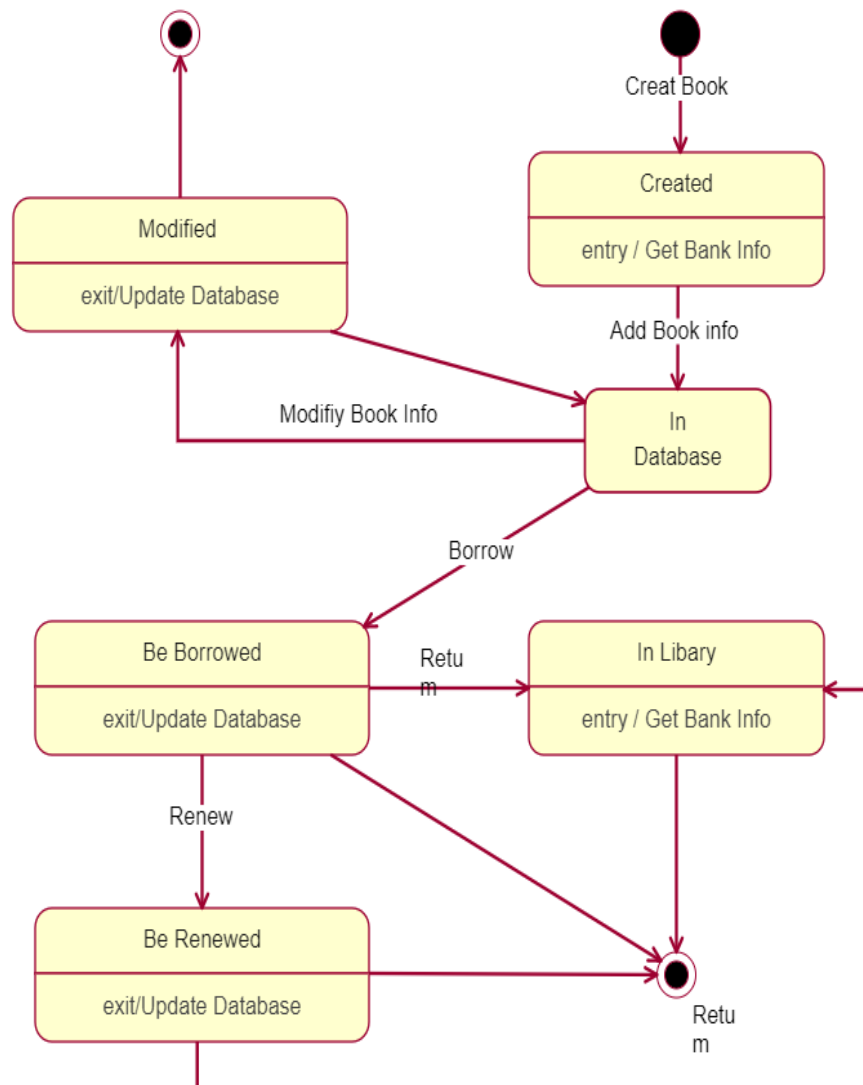 Creat Book
Created
entry / Get Bank Info
Modified
exit/Update Database
Add Book info
Modifiy Book Info
In
Database
Borrow
Be Borrowed
exit/Update Database
Retu
m
In Libary
entry / Get Bank Info
Renew
Be Renewed
exit/Update Database
Retu
m